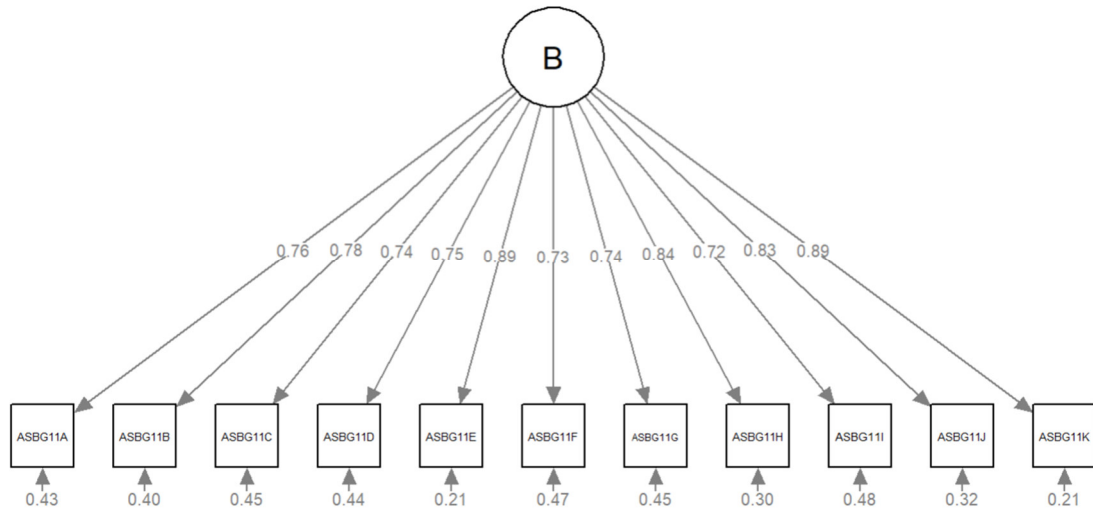 B
0.76 0.78 0.74 0.75 0.89 0.73 0.74 0.84 0.72 0.83 0.89
ASBG11A ASBG11B ASBG11C ASBG11D ASBG11E ASBG11F ASBG11G ASBG11H ASBG11I ASBG11J ASBG11K
0.43 0.40 0.45 0.44 0.21 0.47 0.45 0.30 0.48 0.32 0.21